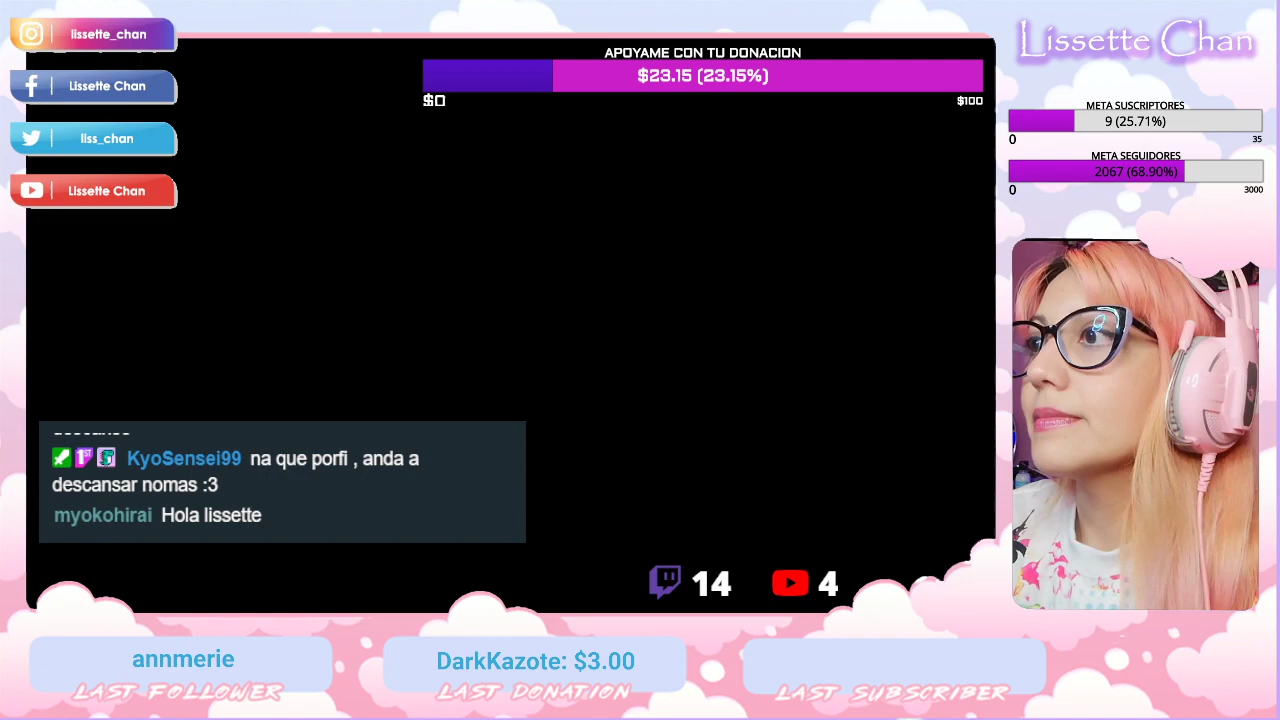 lissette_chan
Lissette Chan
liss_chan
Lissette Chan
APOYAME CON TU DONACION
$23.15 (23.15%)
$0
$100
Lissette Chan
META SUSCRIPTORES
9 (25.71%)
0
35
META SEGUIDORES
2067 (68.90%)
0
3000
1ST KyoSensei99 na que porfi , anda a
descansar nomas :3
myokohirai Hola lissette
14
4
annmerie
LAST FOLLOWER
DarkKazote: $3.00
LAST DONATION
LAST SUBSCRIBER